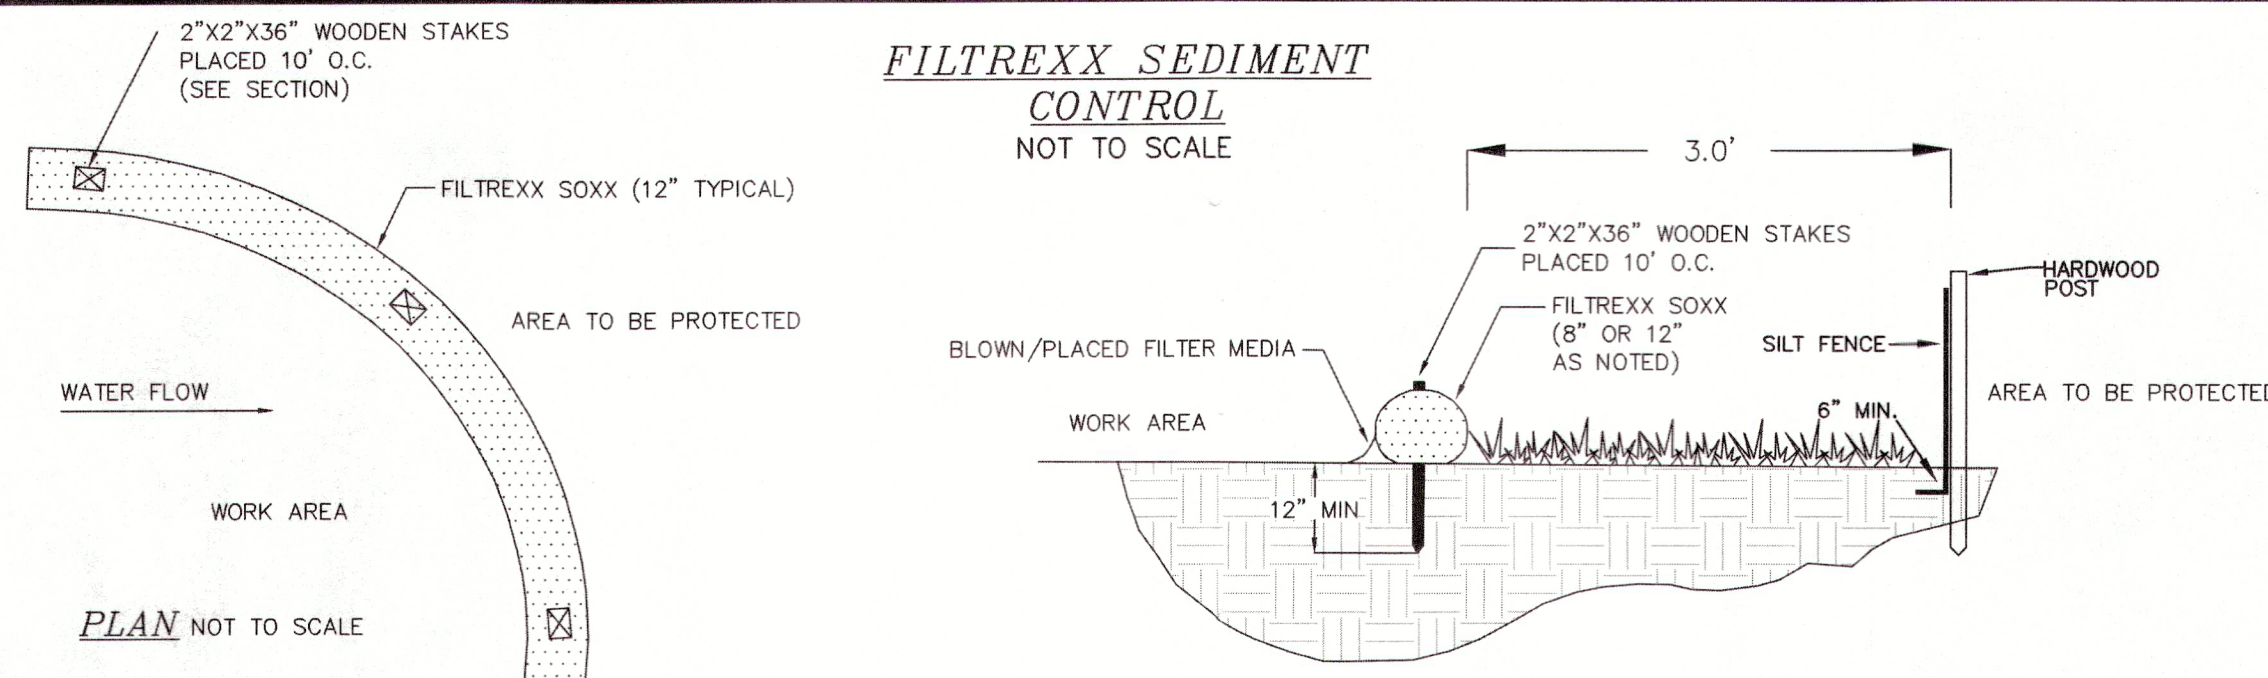 2"X2"X36" WOODEN STAKES
PLACED 10' O.C.
(SEE SECTION)
FILTREXX SOXX (12" TYPICAL)
AREA TO BE PROTECTED
WATER FLOW
WORK AREA
PLAN NOT TO SCALE
FILTREXX SEDIMENT
CONTROL
NOT TO SCALE
3.0'
2"X2"X36" WOODEN STAKES
PLACED 10' O.C.
HARDWOOD
POST
FILTREXX SOXX
(8" OR 12"
AS NOTED)
SILT FENCE
BLOWN/PLACED FILTER MEDIA
AREA TO BE PROTECTED
6" MIN.
WORK AREA
12" MIN